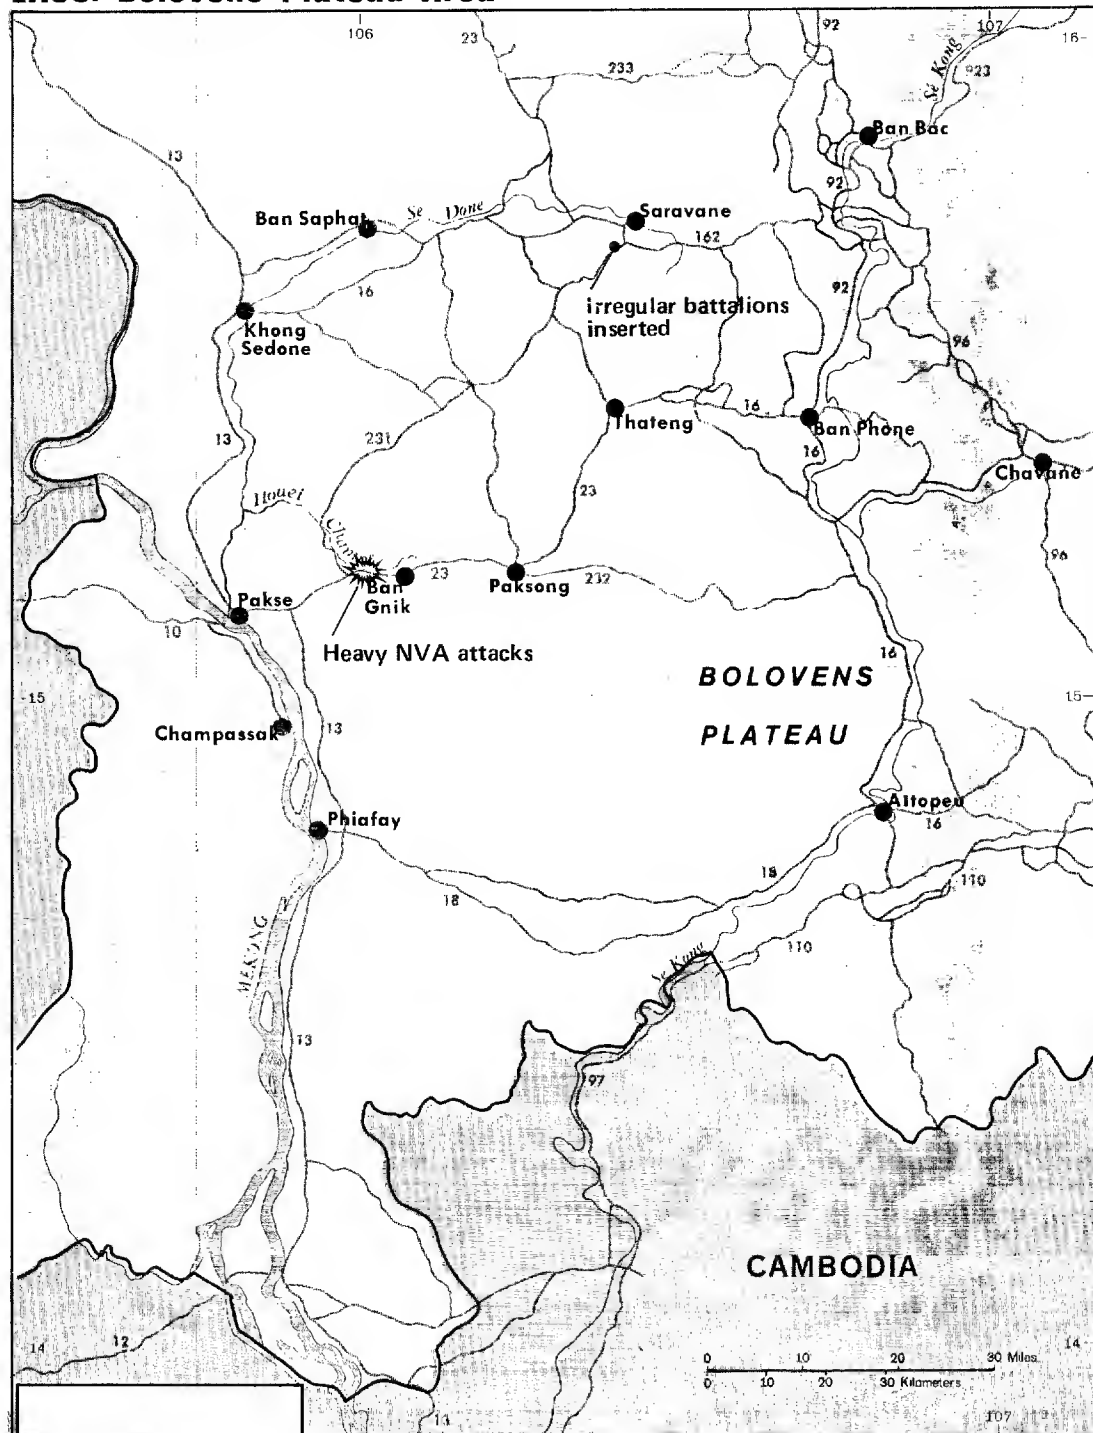 Inset Bolovens Plateau Area
106
23
92
107
16
233
Se Kong
923
13
Ban Bac
92
Ban Saphat
Se Done
Saravane
162
16
92
irregular battalions
inserted
Khong
Sedone
96
Thateng
16
Ban Phone
13
231
16
Chavane
Houei
23
Champi
96
23
Ban
Gnik
Paksong
232
Pakse
10
Heavy NVA attacks
16
BOLOVENS
15
15
PLATEAU
Champassak
13
Attopeu
16
Phiafay
18
18
110
MEKONG
110
Se Kong
13
97
CAMBODIA
14
12
14
0 10 20 30 Miles
0 10 20 30 Kilometers
13
107